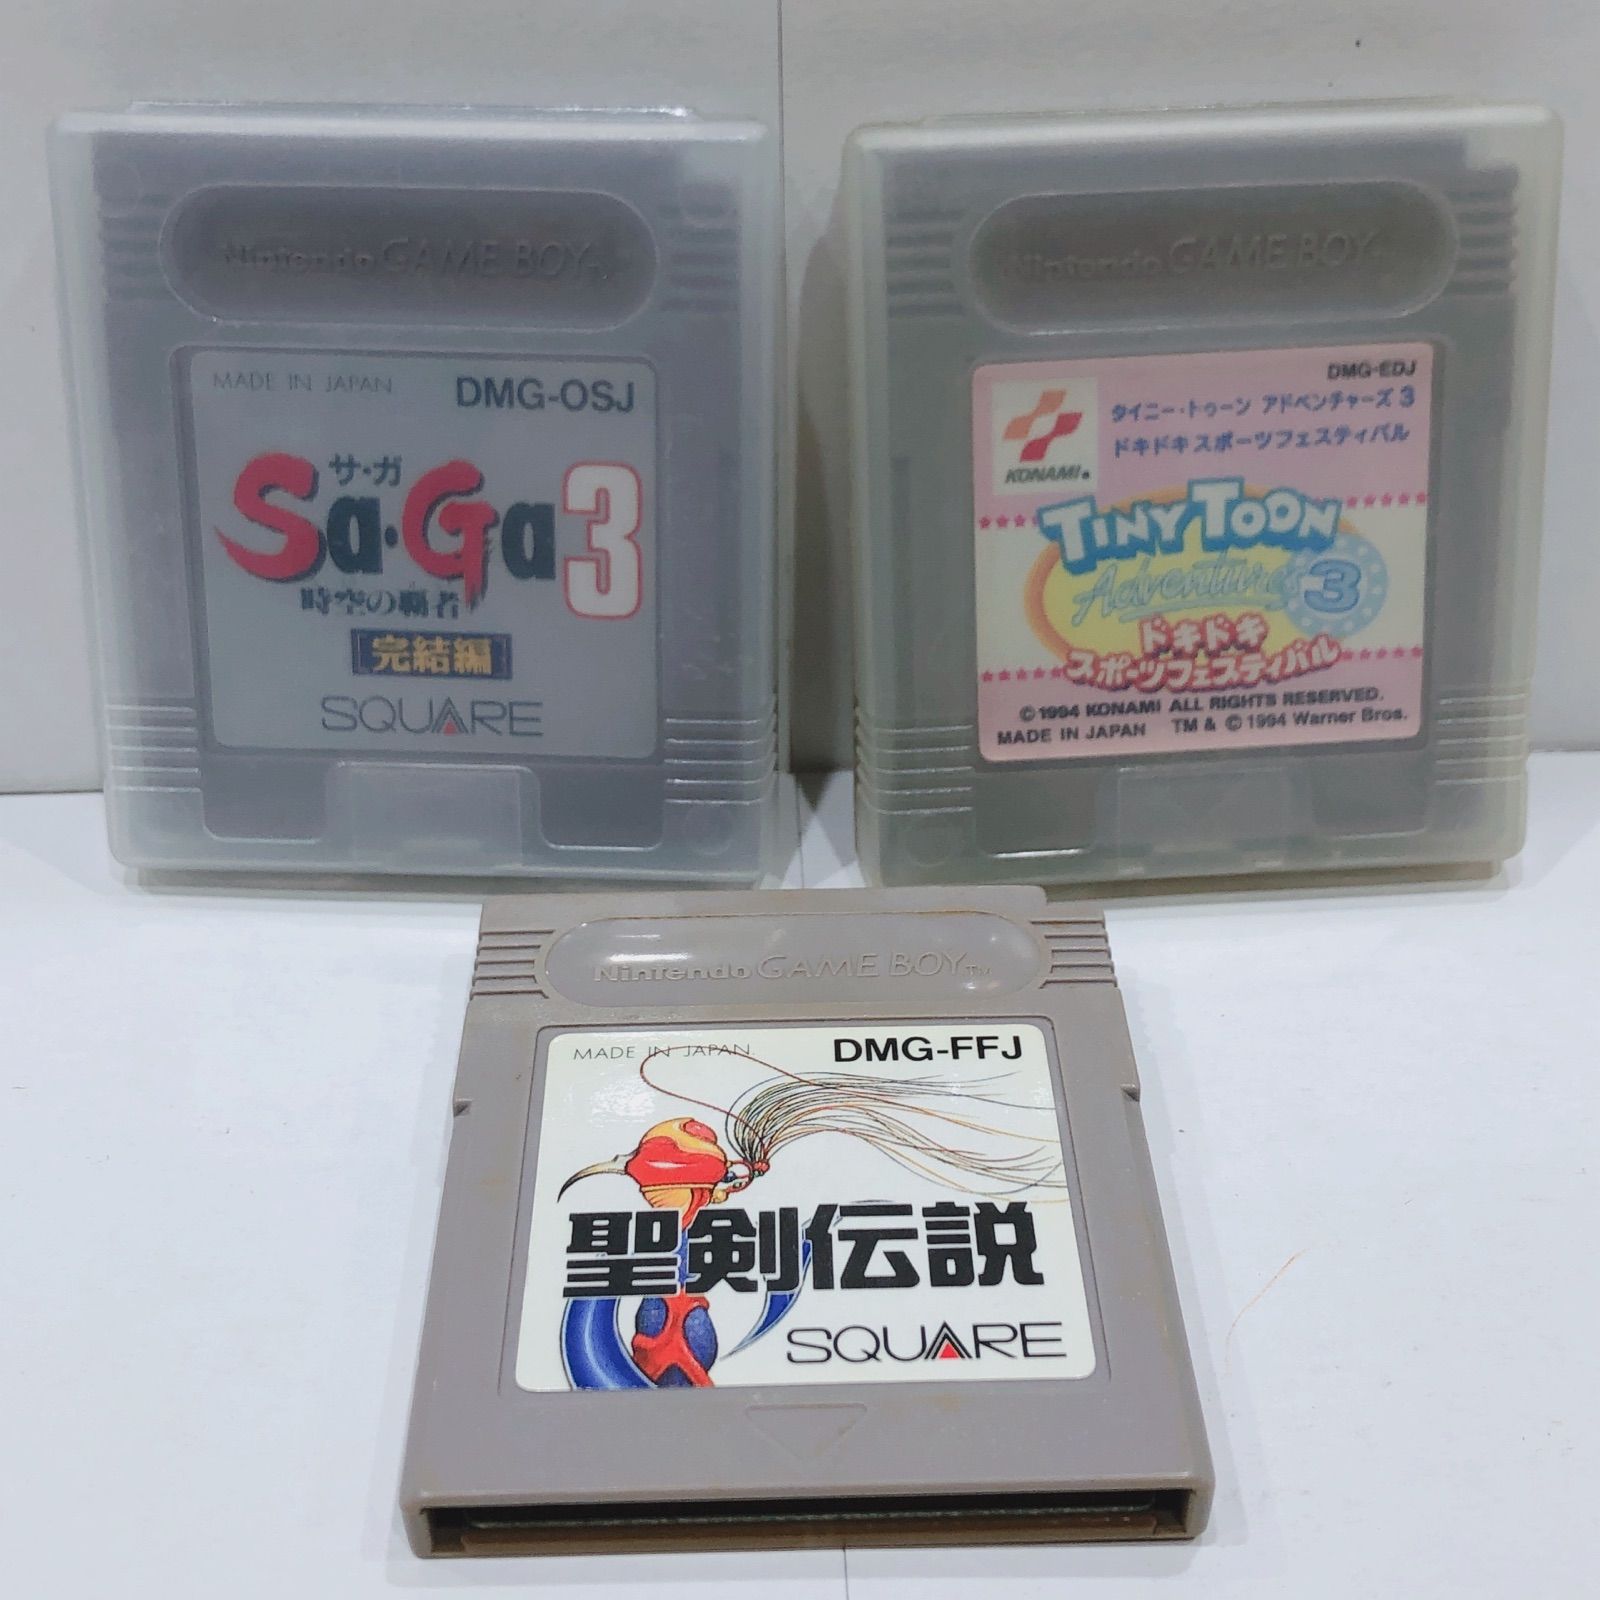 Nintendo GAME BOY™
MADE IN JAPAN
DMG-OSJ
サ・ガ
Sa・Ga3
時空の覇者
[完結編]
SQUARE
Nintendo GAME BOY™
DMG-EDJ
KONAMI®
タイニー・トゥーン アドベンチャーズ 3
ドキドキスポーツフェスティバル
TINY TOON
Adventures 3
ドキドキ
スポーツフェスティバル
©1994 KONAMI ALL RIGHTS RESERVED.
MADE IN JAPAN TM & ©1994 Warner Bros.
Nintendo GAME BOY™
MADE IN JAPAN.
DMG-FFJ
聖剣伝説
SQUARE